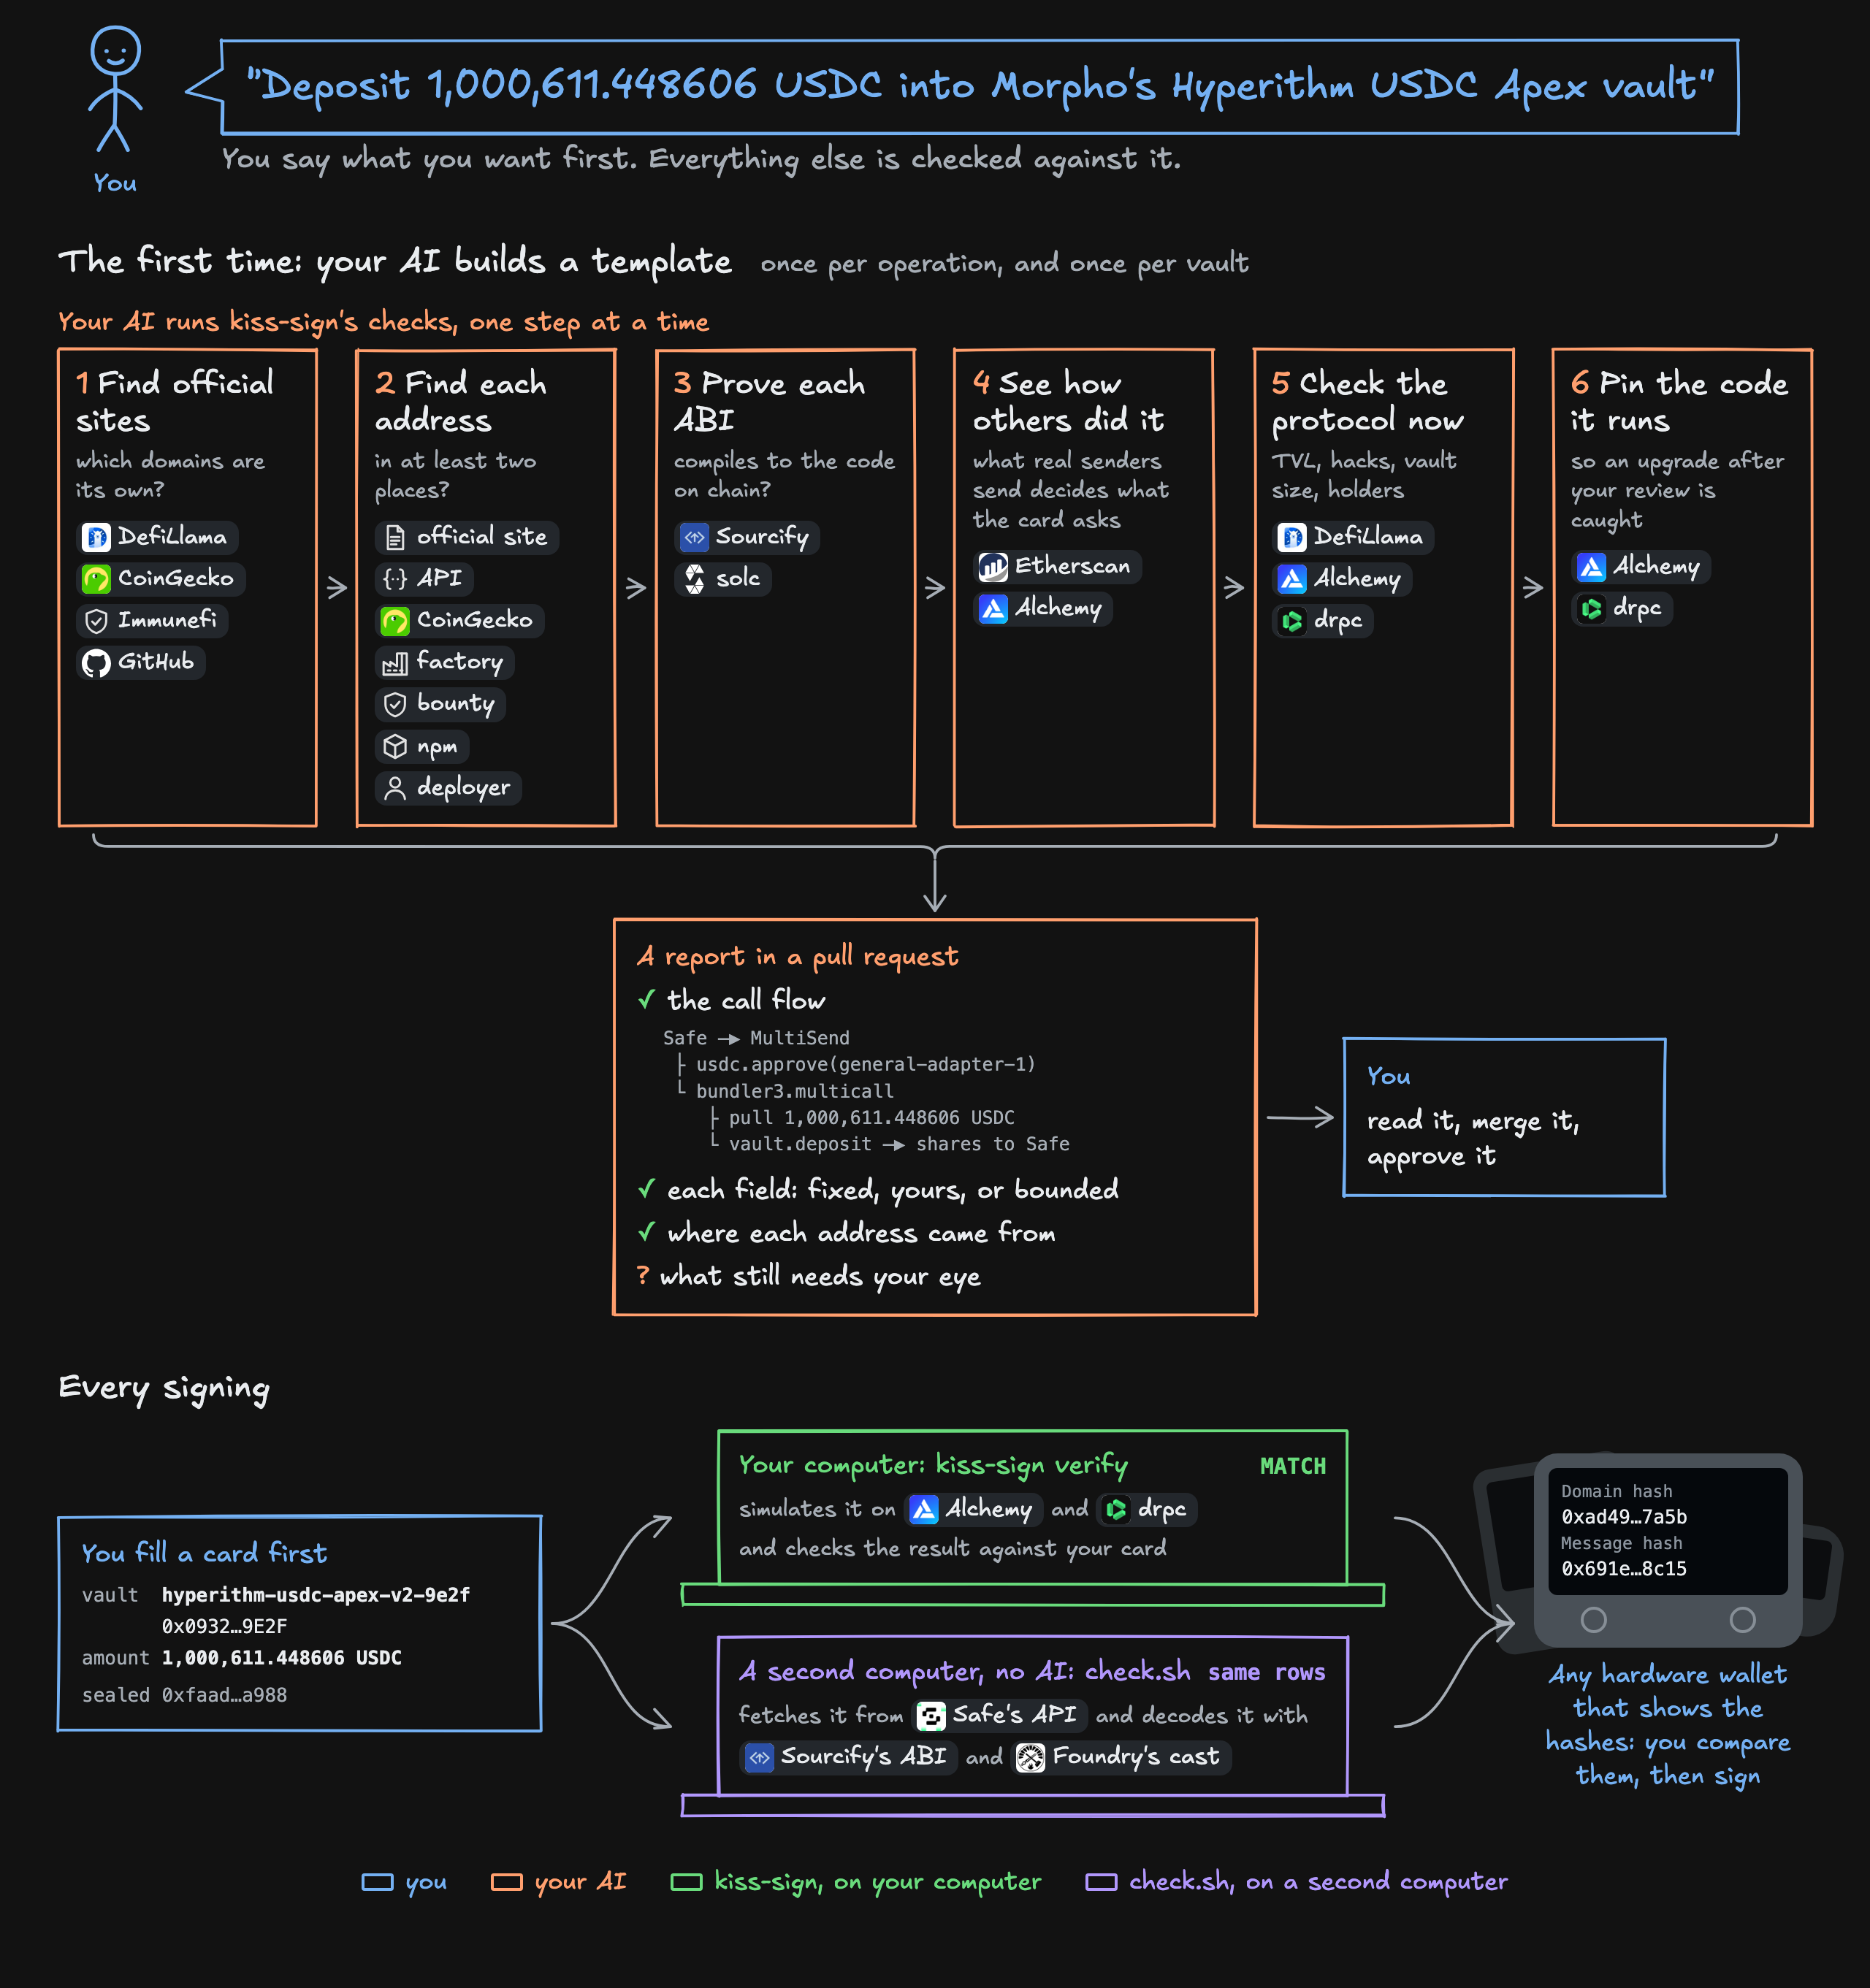 "Deposit 1,000,611.448606 USDC into Morpho's Hyperithm USDC Apex vault"
You say what you want first. Everything else is checked against it.
You
The first time: your AI builds a template once per operation, and once per vault
Your AI runs kiss-sign's checks, one step at a time
1 Find official
sites
which domains are
its own?
DefiLlama
CoinGecko
Immunefi
GitHub
2 Find each
address
in at least two
places?
official site
API
CoinGecko
factory
bounty
npm
deployer
3 Prove each
ABI
compiles to the code
on chain?
Sourcify
solc
4 See how
others did it
what real senders
send decides what
the card asks
Etherscan
Alchemy
5 Check the
protocol now
TVL, hacks, vault
size, holders
DefiLlama
Alchemy
drpc
6 Pin the code
it runs
so an upgrade after
your review is
caught
Alchemy
drpc
A report in a pull request
✓ the call flow
Safe —▶ MultiSend
├ usdc.approve(general-adapter-1)
└ bundler3.multicall
├ pull 1,000,611.448606 USDC
└ vault.deposit —▶ shares to Safe
✓ each field: fixed, yours, or bounded
✓ where each address came from
? what still needs your eye
You
read it, merge it,
approve it
Every signing
You fill a card first
vault hyperithm-usdc-apex-v2-9e2f
0x0932…9E2F
amount 1,000,611.448606 USDC
sealed 0xfaad…a988
Your computer: kiss-sign verify MATCH
simulates it on Alchemy and drpc
and checks the result against your card
A second computer, no AI: check.sh same rows
fetches it from Safe's API and decodes it with
Sourcify's ABI and Foundry's cast
Domain hash
0xad49…7a5b
Message hash
0x691e…8c15
Any hardware wallet
that shows the
hashes: you compare
them, then sign
you
your AI
kiss-sign, on your computer
check.sh, on a second computer